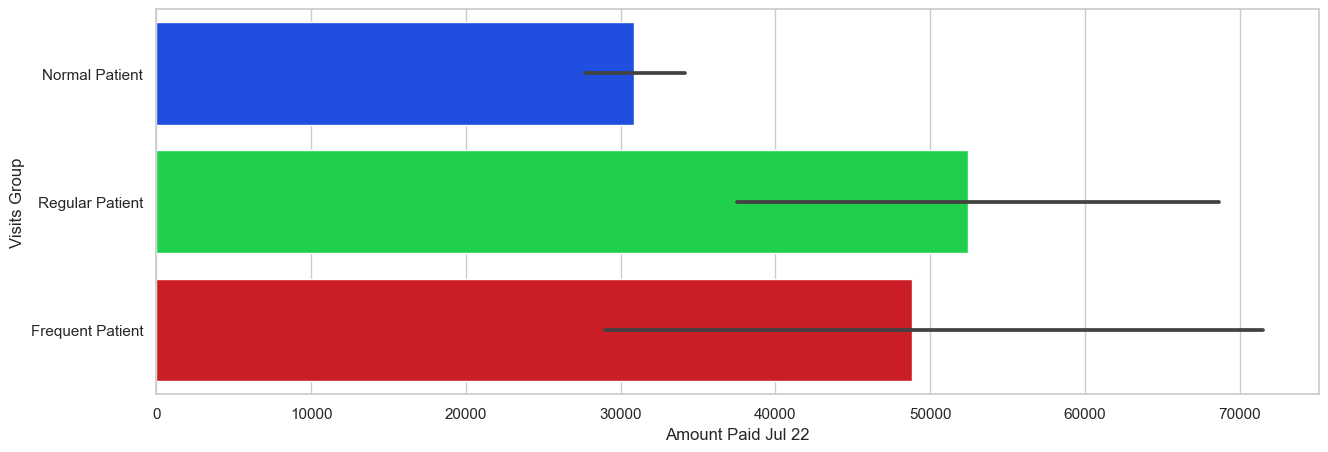 Visits Group
Normal Patient
Regular Patient
Frequent Patient
0 10000 20000 30000 40000 50000 60000 70000
Amount Paid Jul 22